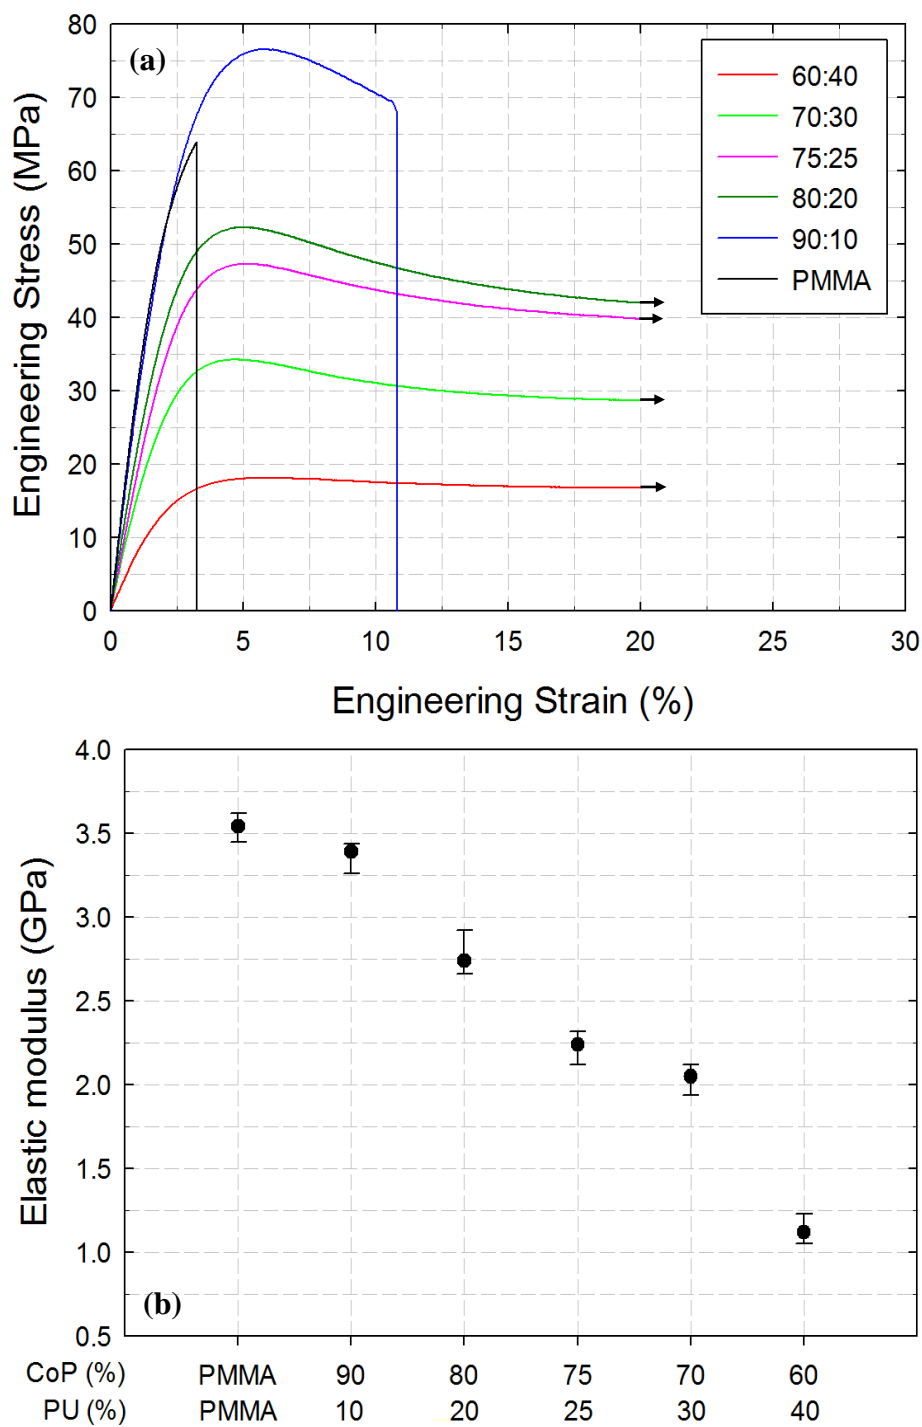 (a)
Engineering Stress (MPa)
80
70
60
50
40
30
20
10
0
60:40
70:30
75:25
80:20
90:10
PMMA
0 5 10 15 20 25 30
Engineering Strain (%)
Elastic modulus (GPa)
4.0
3.5
3.0
2.5
2.0
1.5
1.0
0.5
(b)
CoP (%) PMMA 90 80 75 70 60
PU (%) PMMA 10 20 25 30 40